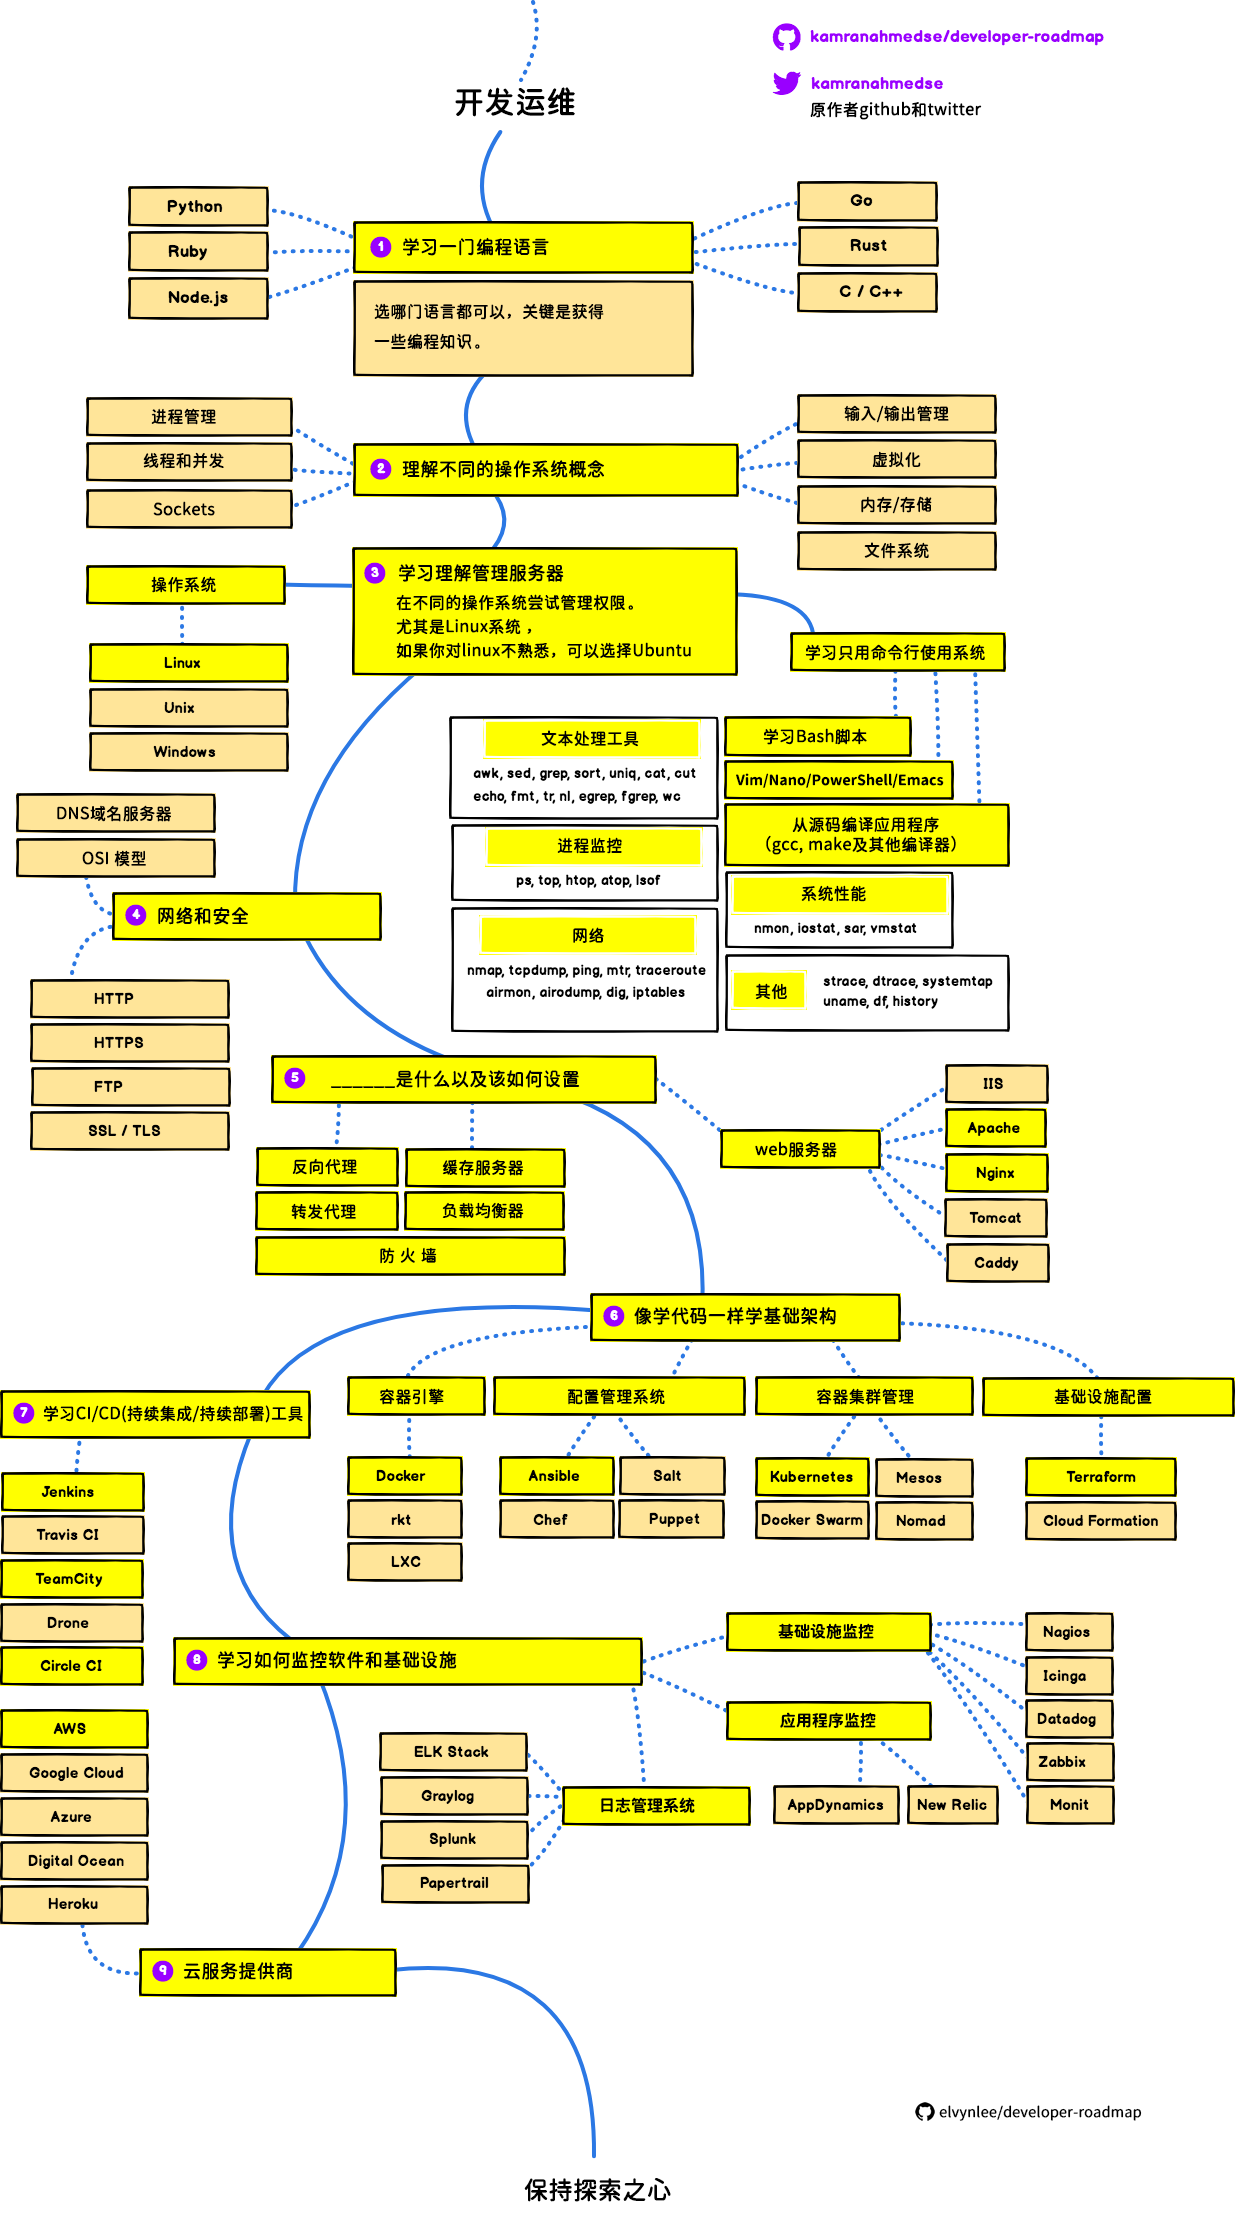 kamranahmedse/developer-roadmap
kamranahmedse
原作者github和twitter
开发运维
Python
Ruby
Node.js
1 学习一门编程语言
Go
Rust
C / C++
选哪门语言都可以，关键是获得
一些编程知识。
进程管理
线程和并发
Sockets
2 理解不同的操作系统概念
输入/输出管理
虚拟化
内存/存储
文件系统
3 学习理解管理服务器
在不同的操作系统尝试管理权限。
尤其是Linux系统 ，
如果你对linux不熟悉，可以选择Ubuntu
操作系统
Linux
Unix
Windows
学习只用命令行使用系统
文本处理工具
awk, sed, grep, sort, uniq, cat, cut
echo, fmt, tr, nl, egrep, fgrep, wc
进程监控
ps, top, htop, atop, lsof
网络
nmap, tcpdump, ping, mtr, traceroute
airmon, airodump, dig, iptables
学习Bash脚本
Vim/Nano/PowerShell/Emacs
从源码编译应用程序
（gcc, make及其他编译器）
系统性能
nmon, iostat, sar, vmstat
其他
strace, dtrace, systemtap
uname, df, history
DNS域名服务器
OSI 模型
4 网络和安全
HTTP
HTTPS
FTP
SSL / TLS
5 ______是什么以及该如何设置
反向代理
缓存服务器
转发代理
负载均衡器
防 火 墙
web服务器
IIS
Apache
Nginx
Tomcat
Caddy
6 像学代码一样学基础架构
容器引擎
Docker
rkt
LXC
配置管理系统
Ansible
Salt
Chef
Puppet
容器集群管理
Kubernetes
Mesos
Docker Swarm
Nomad
基础设施配置
Terraform
Cloud Formation
7 学习CI/CD(持续集成/持续部署)工具
Jenkins
Travis CI
TeamCity
Drone
Circle CI
8 学习如何监控软件和基础设施
基础设施监控
Nagios
Icinga
Datadog
Zabbix
Monit
应用程序监控
AppDynamics
New Relic
日志管理系统
ELK Stack
Graylog
Splunk
Papertrail
AWS
Google Cloud
Azure
Digital Ocean
Heroku
9 云服务提供商
elvynlee/developer-roadmap
保持探索之心